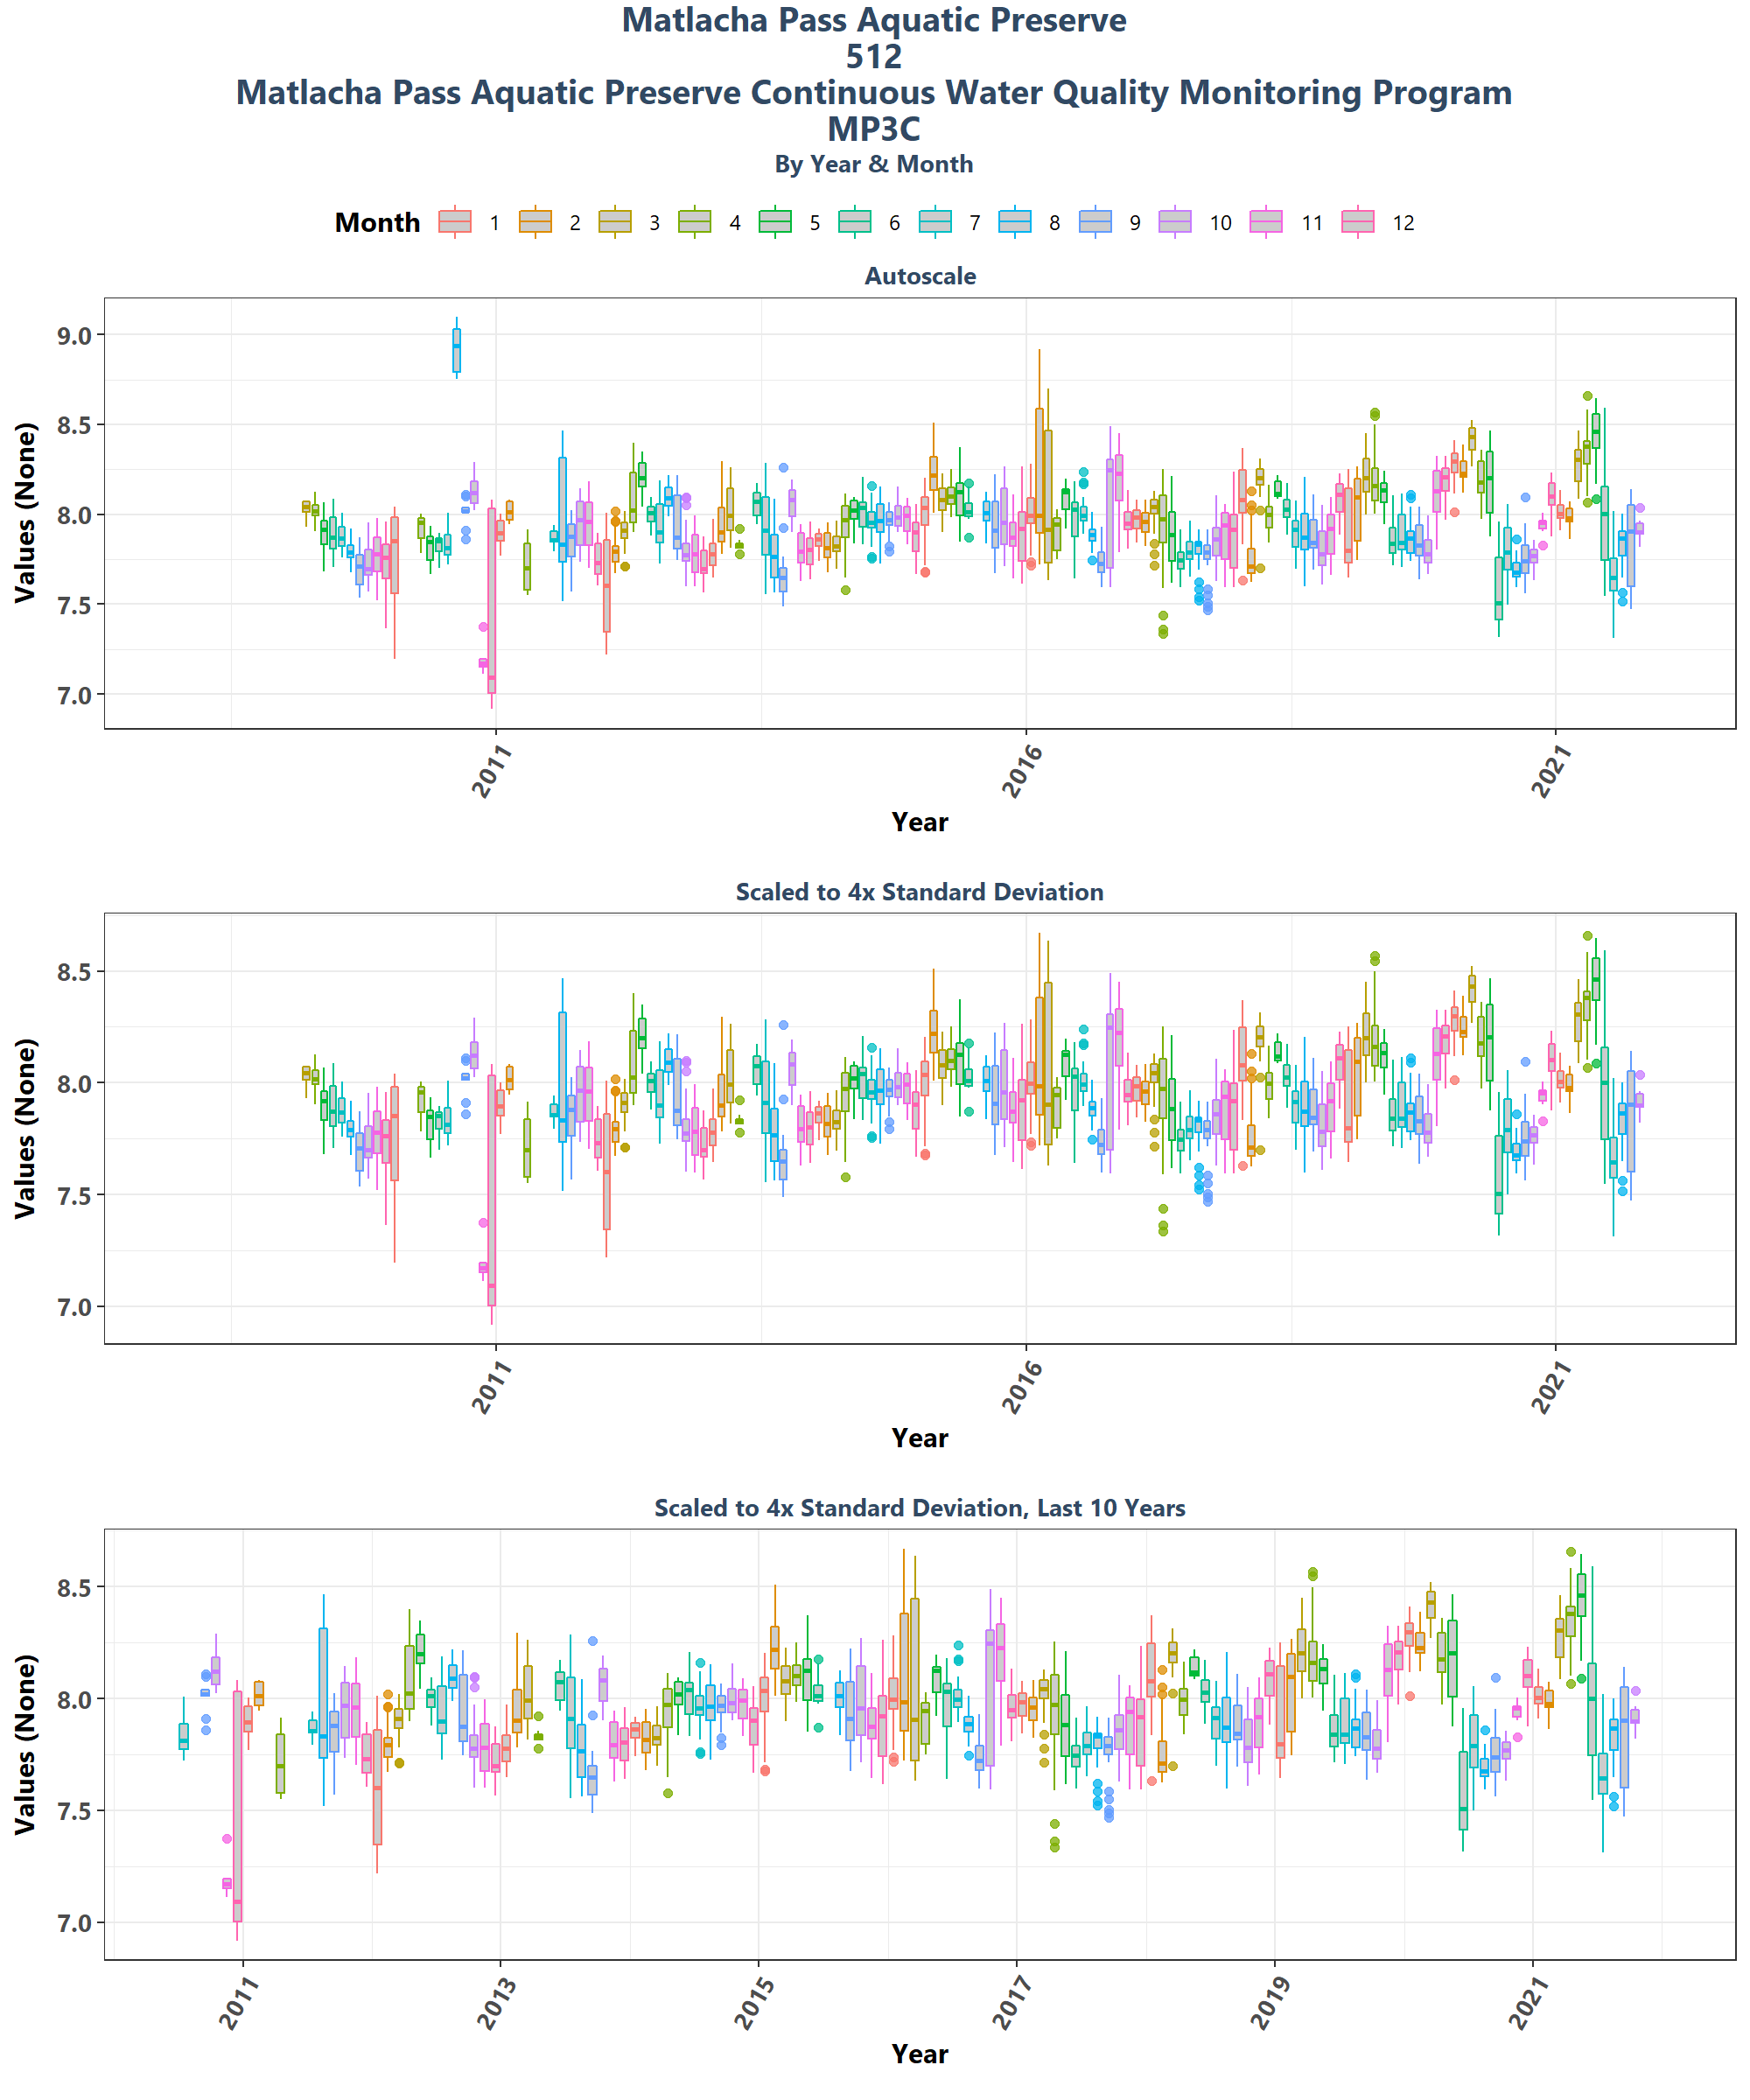 Matlacha Pass Aquatic Preserve
512
Matlacha Pass Aquatic Preserve Continuous Water Quality Monitoring Program
MP3C
By Year & Month
Month 1 2 3 4 5 6 7 8 9 10 11 12
Autoscale
Values (None)
9.0
8.5
8.0
7.5
7.0
2011 2016 2021
Year
Scaled to 4x Standard Deviation
Values (None)
8.5
8.0
7.5
7.0
2011 2016 2021
Year
Scaled to 4x Standard Deviation, Last 10 Years
Values (None)
8.5
8.0
7.5
7.0
2011 2013 2015 2017 2019 2021
Year